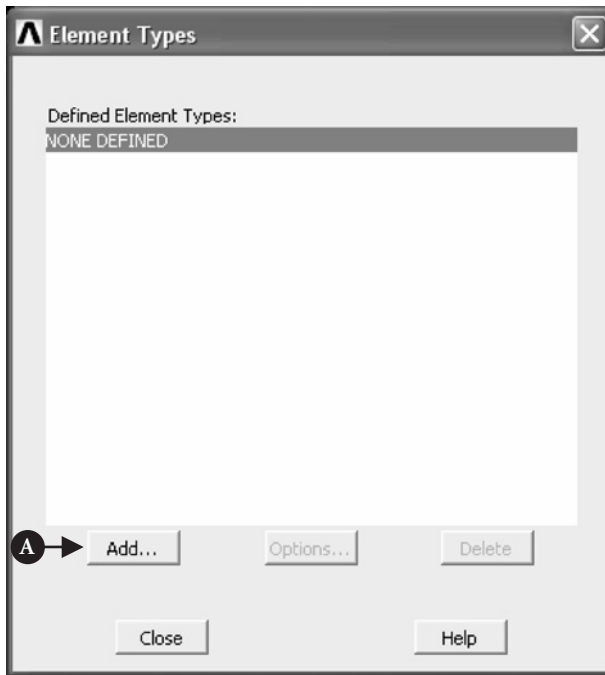 Element Types
Defined Element Types:
NONE DEFINED
A Add... Options... Delete
Close Help